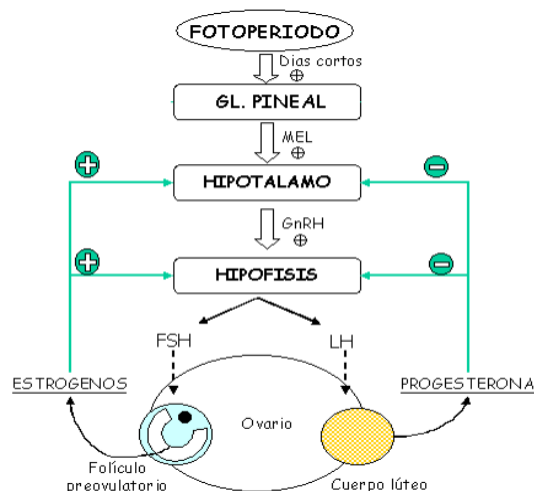 FOTOPERIODO
Dias cortos
⊕
GL. PINEAL
MEL
⊕
+
−
HIPOTALAMO
GnRH
⊕
+
−
HIPOFISIS
FSH
LH
ESTROGENOS
PROGESTERONA
Ovario
Folículo
preovulatorio
Cuerpo lúteo